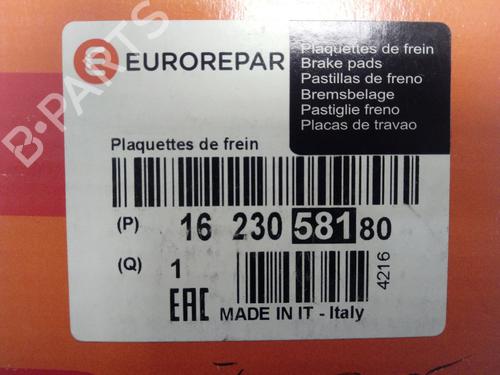 EUROREPAR
Plaquettes de frein
Brake pads
Pastillas de freno
Bremsbelage
Pastiglie freno
Placas de travao
Plaquettes de frein
(P) 16 230 581 80
(Q) 1
4216
EAC MADE IN IT - Italy
B-PARTS